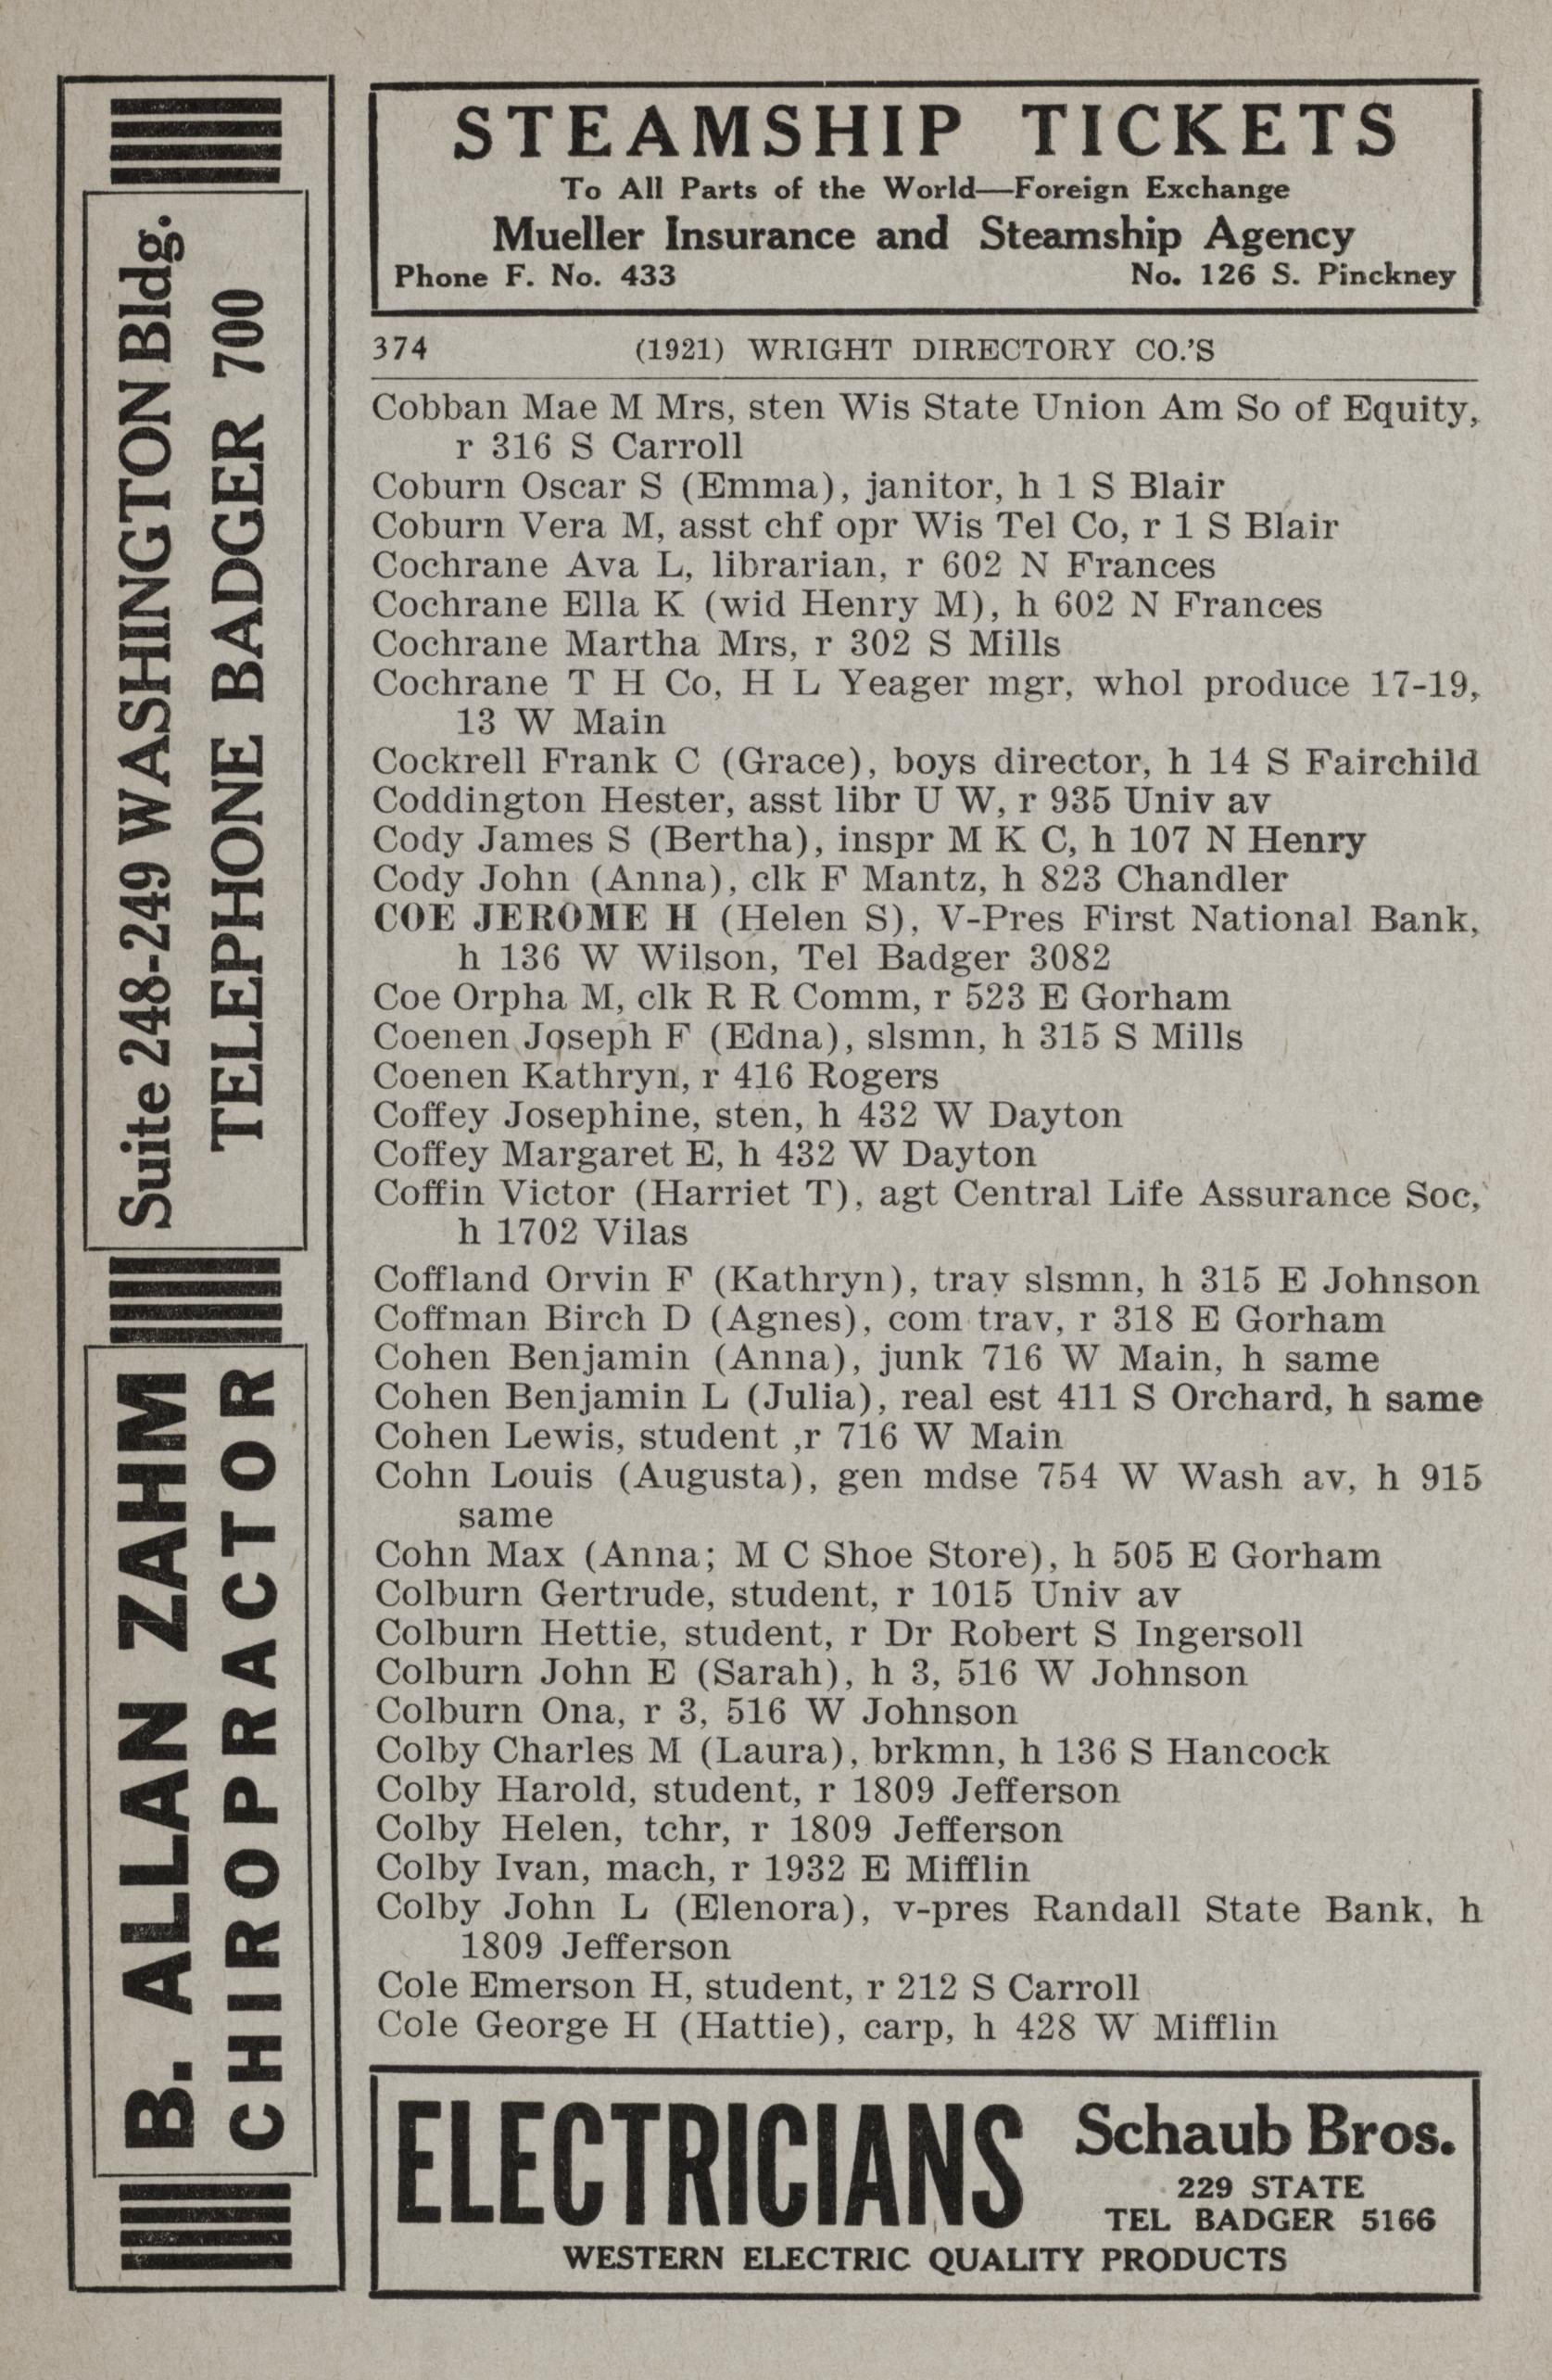 STEAMSHIP TICKETS
To All Parts of the World—Foreign Exchange
Mueller Insurance and Steamship Agency
Phone F. No. 433 No. 126 S. Pinckney
374 (1921) WRIGHT DIRECTORY CO.'S
Cobban Mae M Mrs, sten Wis State Union Am So of Equity,
r 316 S Carroll
Coburn Oscar S (Emma), janitor, h 1 S Blair
Coburn Vera M, asst chf opr Wis Tel Co, r 1 S Blair
Cochrane Ava L, librarian, r 602 N Frances
Cochrane Ella K (wid Henry M), h 602 N Frances
Cochrane Martha Mrs, r 302 S Mills
Cochrane T H Co, H L Yeager mgr, whol produce 17-19,
13 W Main
Cockrell Frank C (Grace), boys director, h 14 S Fairchild
Coddington Hester, asst libr U W, r 935 Univ av
Cody James S (Bertha), inspr M K C, h 107 N Henry
Cody John (Anna), clk F Mantz, h 823 Chandler
COE JEROME H (Helen S), V-Pres First National Bank,
h 136 W Wilson, Tel Badger 3082
Coe Orpha M, clk R R Comm, r 523 E Gorham
Coenen Joseph F (Edna), slsmn, h 315 S Mills
Coenen Kathryn, r 416 Rogers
Coffey Josephine, sten, h 432 W Dayton
Coffey Margaret E, h 432 W Dayton
Coffin Victor (Harriet T), agt Central Life Assurance Soc,
h 1702 Vilas
Coffland Orvin F (Kathryn), trav slsmn, h 315 E Johnson
Coffman Birch D (Agnes), com trav, r 318 E Gorham
Cohen Benjamin (Anna), junk 716 W Main, h same
Cohen Benjamin L (Julia), real est 411 S Orchard, h same
Cohen Lewis, student ,r 716 W Main
Cohn Louis (Augusta), gen mdse 754 W Wash av, h 915
same
Cohn Max (Anna; M C Shoe Store), h 505 E Gorham
Colburn Gertrude, student, r 1015 Univ av
Colburn Hettie, student, r Dr Robert S Ingersoll
Colburn John E (Sarah), h 3, 516 W Johnson
Colburn Ona, r 3, 516 W Johnson
Colby Charles M (Laura), brkmn, h 136 S Hancock
Colby Harold, student, r 1809 Jefferson
Colby Helen, tchr, r 1809 Jefferson
Colby Ivan, mach, r 1932 E Mifflin
Colby John L (Elenora), v-pres Randall State Bank, h
1809 Jefferson
Cole Emerson H, student, r 212 S Carroll
Cole George H (Hattie), carp, h 428 W Mifflin
ELECTRICIANS
Schaub Bros.
229 STATE
TEL BADGER 5166
WESTERN ELECTRIC QUALITY PRODUCTS
B. ALLAN ZAHM
CHIROPRACTOR
Suite 248-249 WASHINGTON Bldg.
TELEPHONE BADGER 700